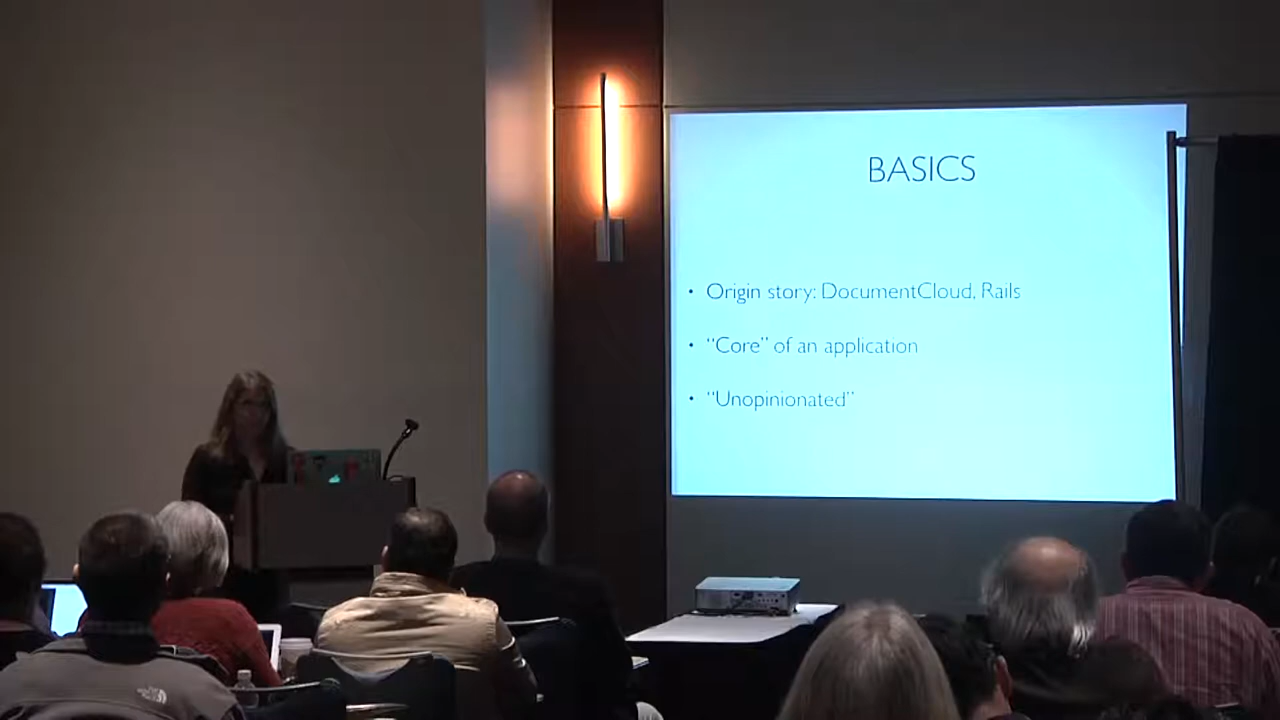 BASICS
• Origin story: DocumentCloud, Rails
• “Core” of an application
• “Unopinionated”